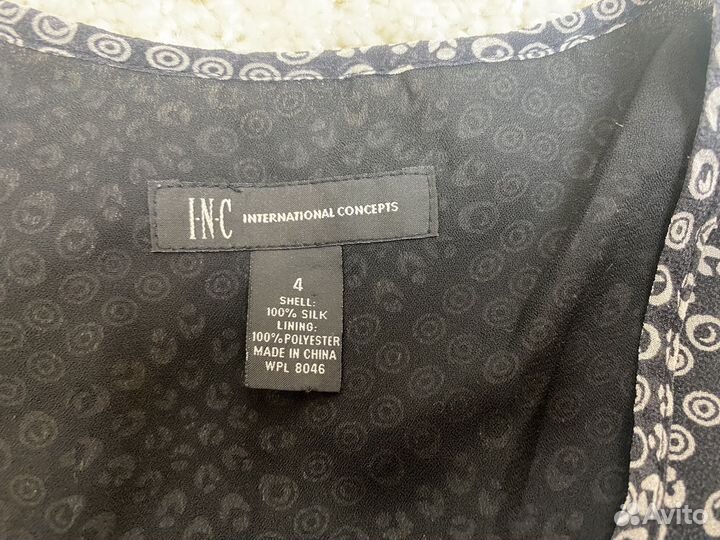 I·N·C INTERNATIONAL CONCEPTS
4
SHELL:
100% SILK
LINING:
100% POLYESTER
MADE IN CHINA
WPL 8046
Avito